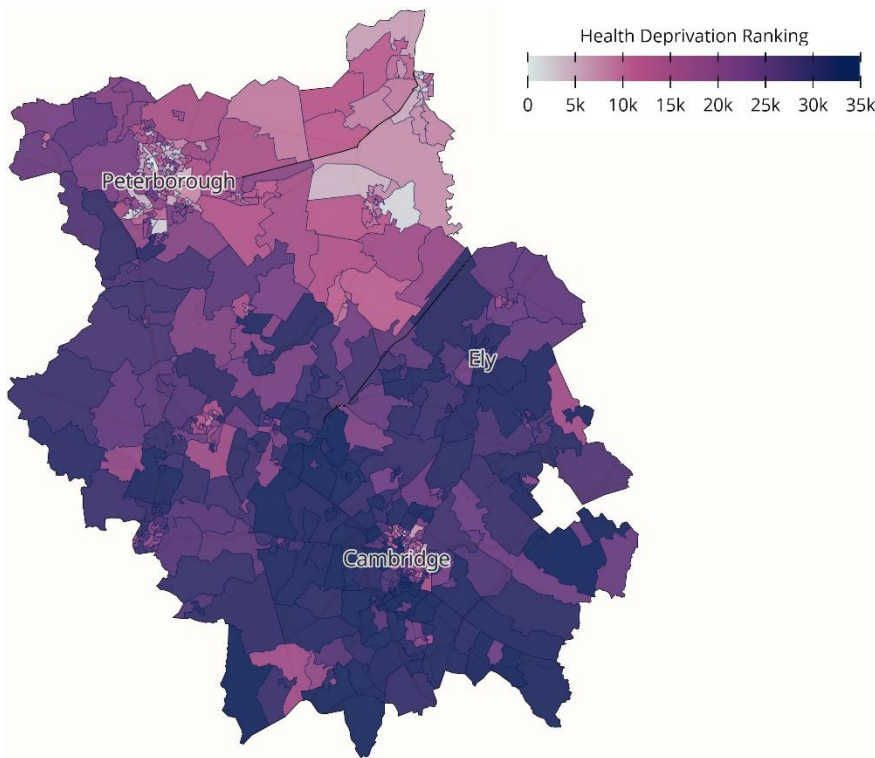 Health Deprivation Ranking
0 5k 10k 15k 20k 25k 30k 35k
Peterborough
Ely
Cambridge